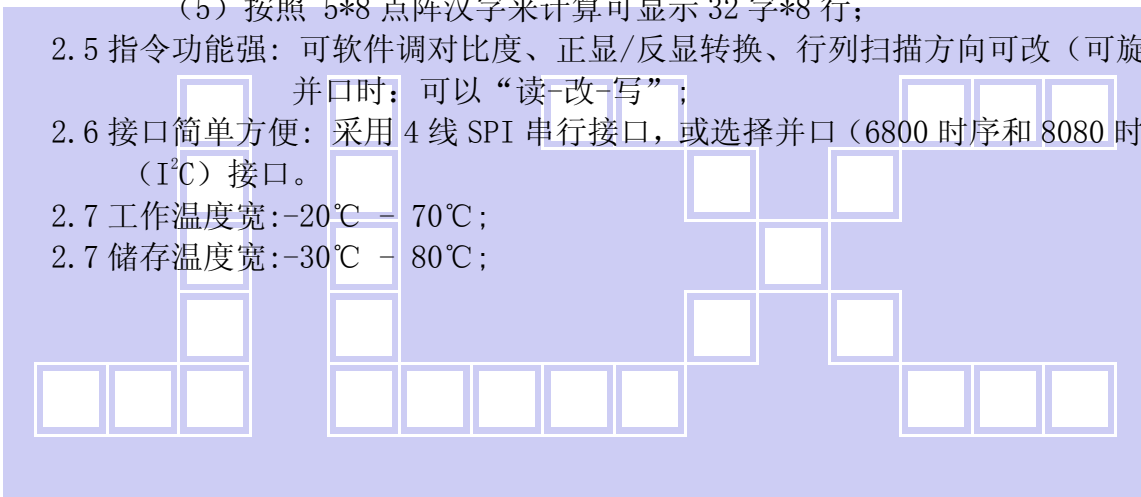 （5）按照 5*8 点阵汉字来计算可显示 32 字*8 行；
2.5 指令功能强: 可软件调对比度、正显/反显转换、行列扫描方向可改（可旋
并口时：可以“读-改-写”；
2.6 接口简单方便: 采用 4 线 SPI 串行接口，或选择并口（6800 时序和 8080 时
（I²C）接口。
2.7 工作温度宽:-20℃ - 70℃;
2.7 储存温度宽:-30℃ - 80℃;